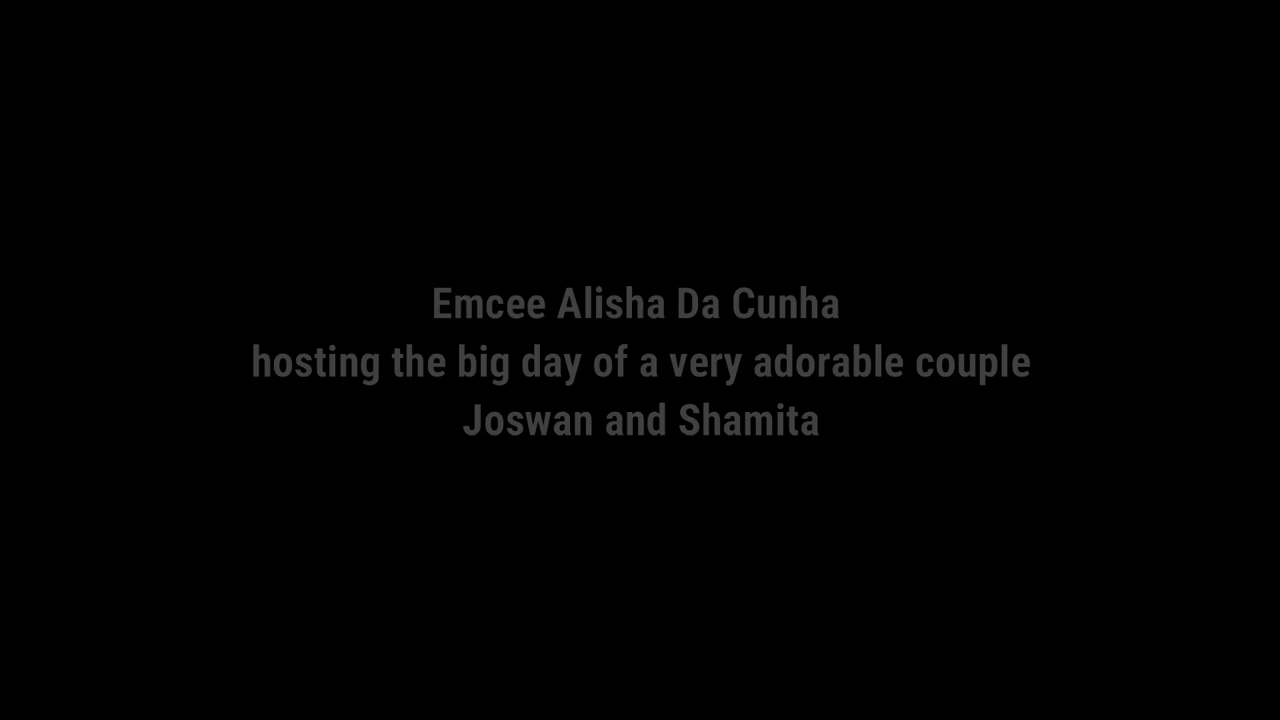 Emcee Alisha Da Cunha
hosting the big day of a very adorable couple
Joswan and Shamita